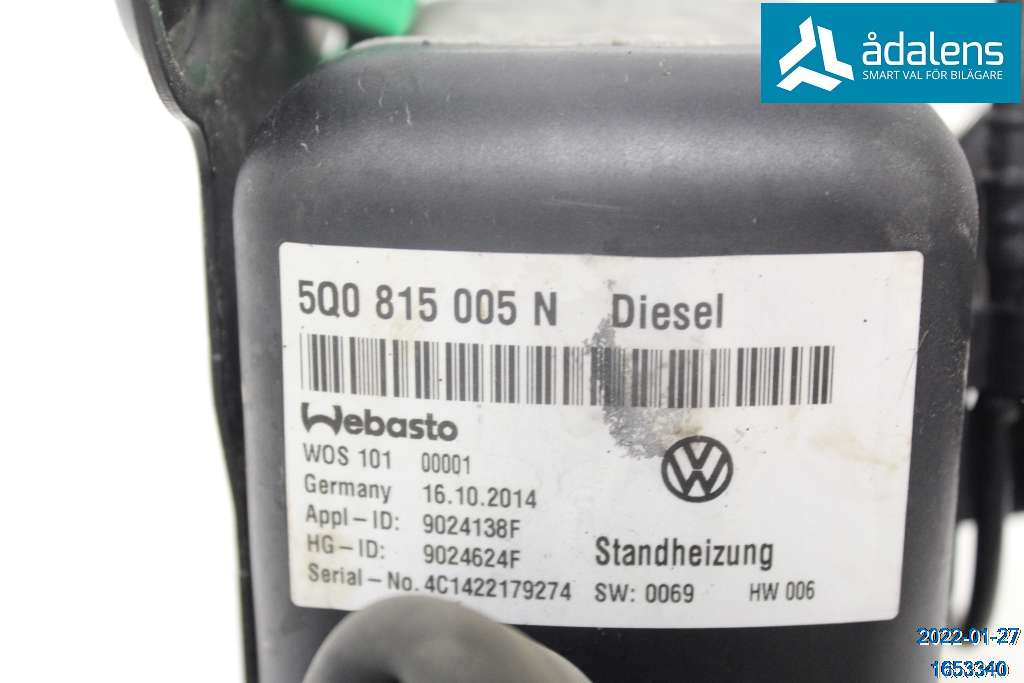 ådalens
SMART VAL FÖR BILÄGARE
5Q0 815 005 N Diesel
Webasto
WOS 101 00001
Germany 16.10.2014
Appl-ID: 9024138F
HG-ID: 9024624F
Serial-No. 4C1422179274
Standheizung
SW: 0069 HW 006
2022-01-27
1653340